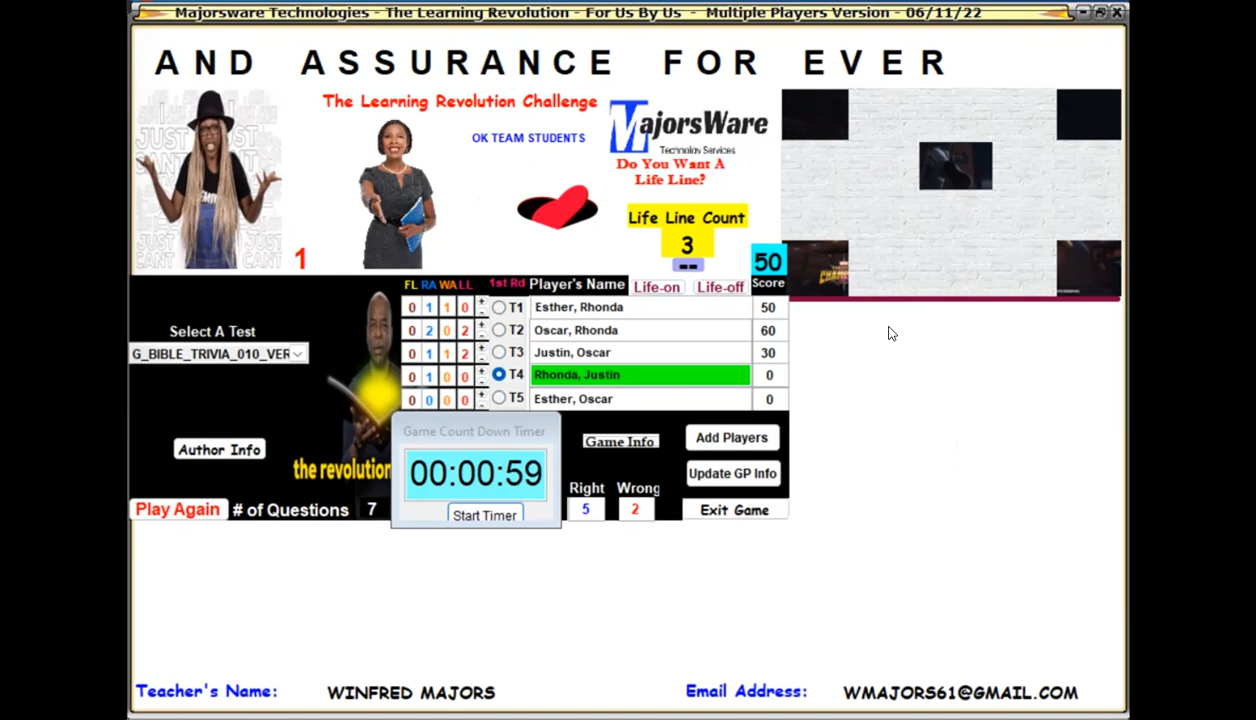 Majorsware Technologies - The Learning Revolution - For Us By Us - Multiple Players Version - 06/11/22
AND ASSURANCE FOR EVER
The Learning Revolution Challenge
OK TEAM STUDENTS
MajorsWare
Technology Services
Do You Want A
Life Line?
I
JUST
CANT
Life Line Count
3
--
1
50
FL RA WA LL 1st Rd Player's Name Life-on Life-off Score
0 1 1 0 + - T1 Esther, Rhonda 50
0 2 0 2 + - T2 Oscar, Rhonda 60
0 1 1 2 + - T3 Justin, Oscar 30
0 1 0 0 + - T4 Rhonda, Justin 0
0 0 0 0 + - T5 Esther, Oscar 0
Select A Test
G_BIBLE_TRIVIA_010_VER
Author Info
the revolution
Game Count Down Timer
00:00:59
Start Timer
Game Info
Add Players
Update GP Info
Right Wrong
5 2
Exit Game
Play Again # of Questions 7
Teacher's Name: WINFRED MAJORS Email Address: WMAJORS61@GMAIL.COM